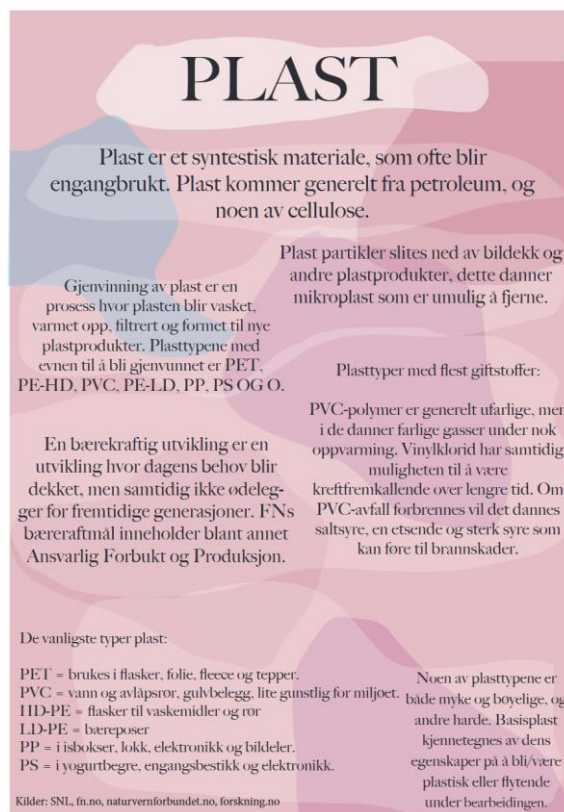 PLAST
Plast er et syntestisk materiale, som ofte blir
engangbrukt. Plast kommer generelt fra petroleum, og
noen av cellulose.
Plast partikler slites ned av bildekk og
andre plastprodukter, dette danner
mikroplast som er umulig å fjerne.
Gjenvinning av plast er en
prosess hvor plasten blir vasket,
varmet opp, filtrert og formet til nye
plastprodukter. Plasttypene med
evnen til å bli gjenvunnet er PET,
PE-HD, PVC, PE-LD, PP, PS OG O.
Plasttyper med flest giftstoffer:
PVC-polymer er generelt ufarlige, men
i de danner farlige gasser under nok
oppvarming. Vinylklorid har samtidig
muligheten til å være
kreftfremkallende over lengre tid. Om
PVC-avfall forbrennes vil det dannes
saltsyre, en etsende og sterk syre som
kan føre til brannskader.
En bærekraftig utvikling er en
utvikling hvor dagens behov blir
dekket, men samtidig ikke ødeleg-
ger for fremtidige generasjoner. FNs
bæreraftmål inneholder blant annet
Ansvarlig Forbukt og Produksjon.
De vanligste typer plast:
PET = brukes i flasker, folie, fleece og tepper.
PVC = vann og avlåpsrør, gulvbelegg, lite gunstlig for miljøet.
HD-PE = flasker til vaskemidler og rør
LD-PE = bæreposer
PP = i isbokser, lokk, elektronikk og bildeler.
PS = i yogurtbegre, engangsbestikk og elektronikk.
Noen av plasttypene er
både myke og bøyelige, og
andre harde. Basisplast
kjennetegnes av dens
egenskaper på å bli/være
plastisk eller flytende
under bearbeidingen.
Kilder: SNL, fn.no, naturvernforbundet.no, forskning.no